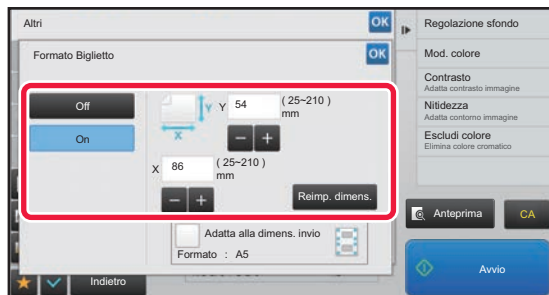 Altri
OK
Formato Biglietto
OK
Off
On
Y
Y 54 (25~210)
mm
x
X 86 (25~210)
mm
Reimp. dimens.
Adatta alla dimens. invio
Formato : A5
Indietro
Regolazione sfondo
Mod. colore
Contrasto
Adatta contrasto immagine
Nitidezza
Adatta contorno immagine
Escludi colore
Elimina colore cromatico
Anteprima
CA
Avvio